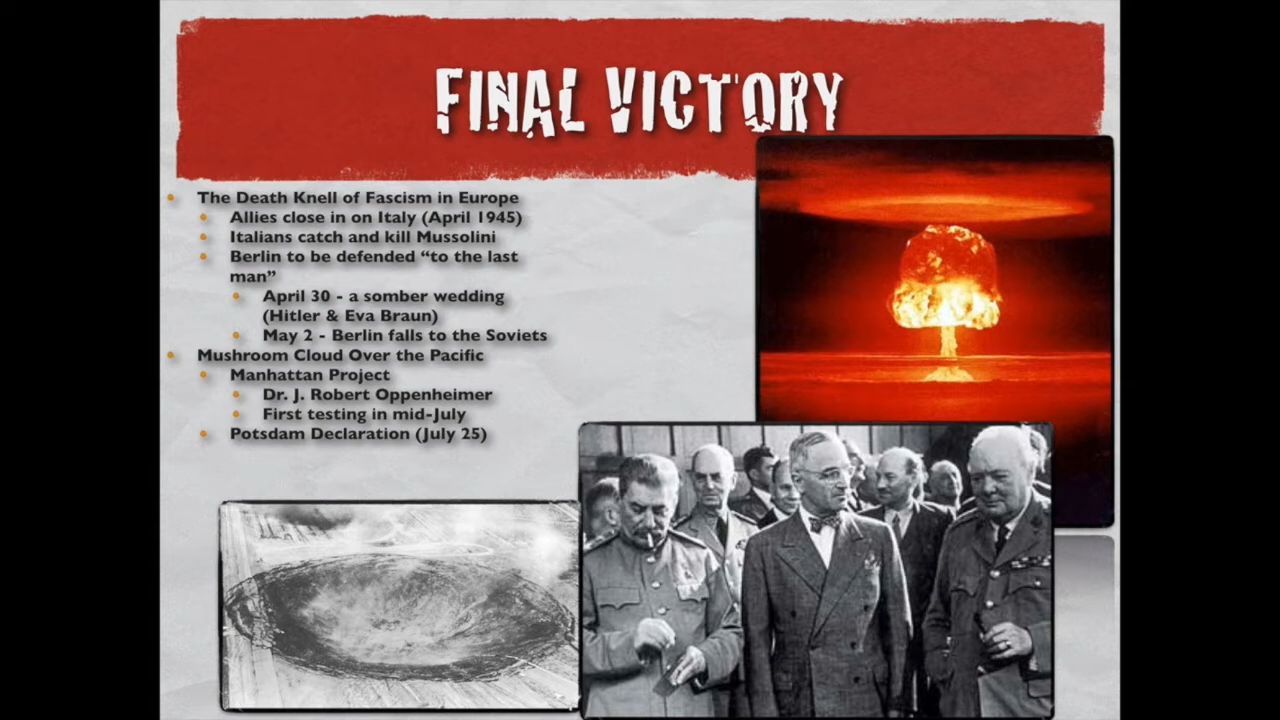 FINAL VICTORY
The Death Knell of Fascism in Europe
Allies close in on Italy (April 1945)
Italians catch and kill Mussolini
Berlin to be defended “to the last
man”
April 30 - a somber wedding
(Hitler & Eva Braun)
May 2 - Berlin falls to the Soviets
Mushroom Cloud Over the Pacific
Manhattan Project
Dr. J. Robert Oppenheimer
First testing in mid-July
Potsdam Declaration (July 25)